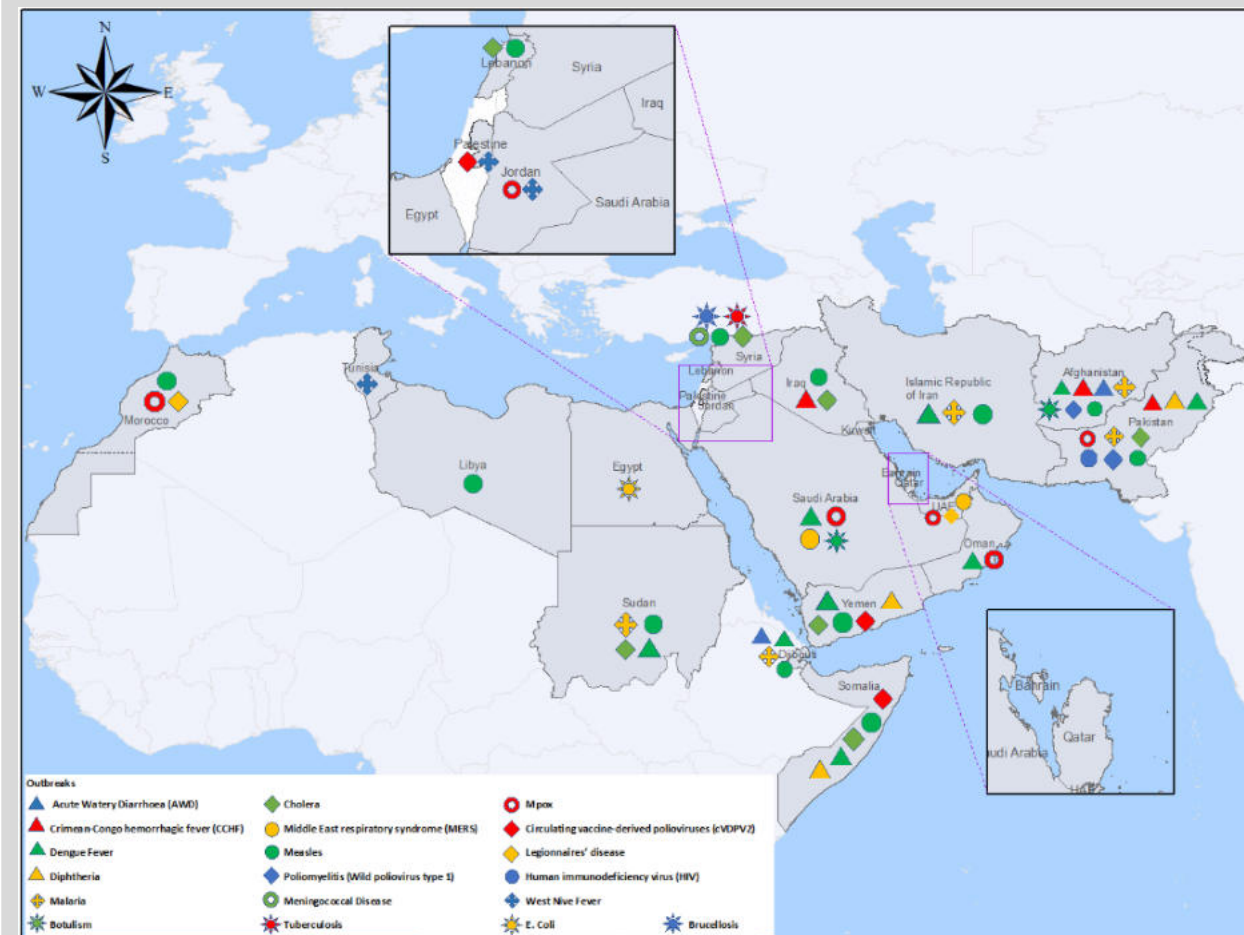 N
W E
S
Lebanon
Syria
Iraq
Palestine
Jordan
Egypt
Saudi Arabia
Syria
Lebanon
Palestine
Jordan
Iraq
Kuwait
Islamic Republic
of Iran
Afghanistan
Pakistan
Tunisia
Morocco
Libya
Egypt
Saudi Arabia
Bahrain
Qatar
UAE
Oman
Yemen
Sudan
Djibouti
Somalia
Bahrain
Qatar
audi Arabia
UAE
Outbreaks
Acute Watery Diarrhoea (AWD) Cholera Mpox
Crimean-Congo hemorrhagic fever (CCHF) Middle East respiratory syndrome (MERS) Circulating vaccine-derived polioviruses (cVDPV2)
Dengue Fever Measles Legionnaires' disease
Diphtheria Poliomyelitis (Wild poliovirus type 1) Human immunodeficiency virus (HIV)
Malaria Meningococcal Disease West Nive Fever
Botulism Tuberculosis E. Coli Brucellosis